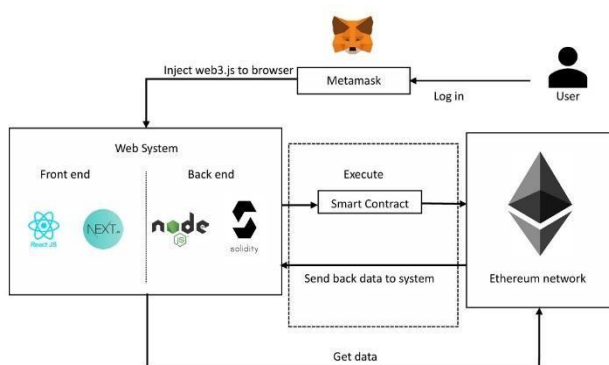 Inject web3.js to browser
Metamask
Log in
User
Web System
Front end
Back end
Execute
React JS
NEXT
node
JS
solidity
Smart Contract
Send back data to system
Ethereum network
Get data